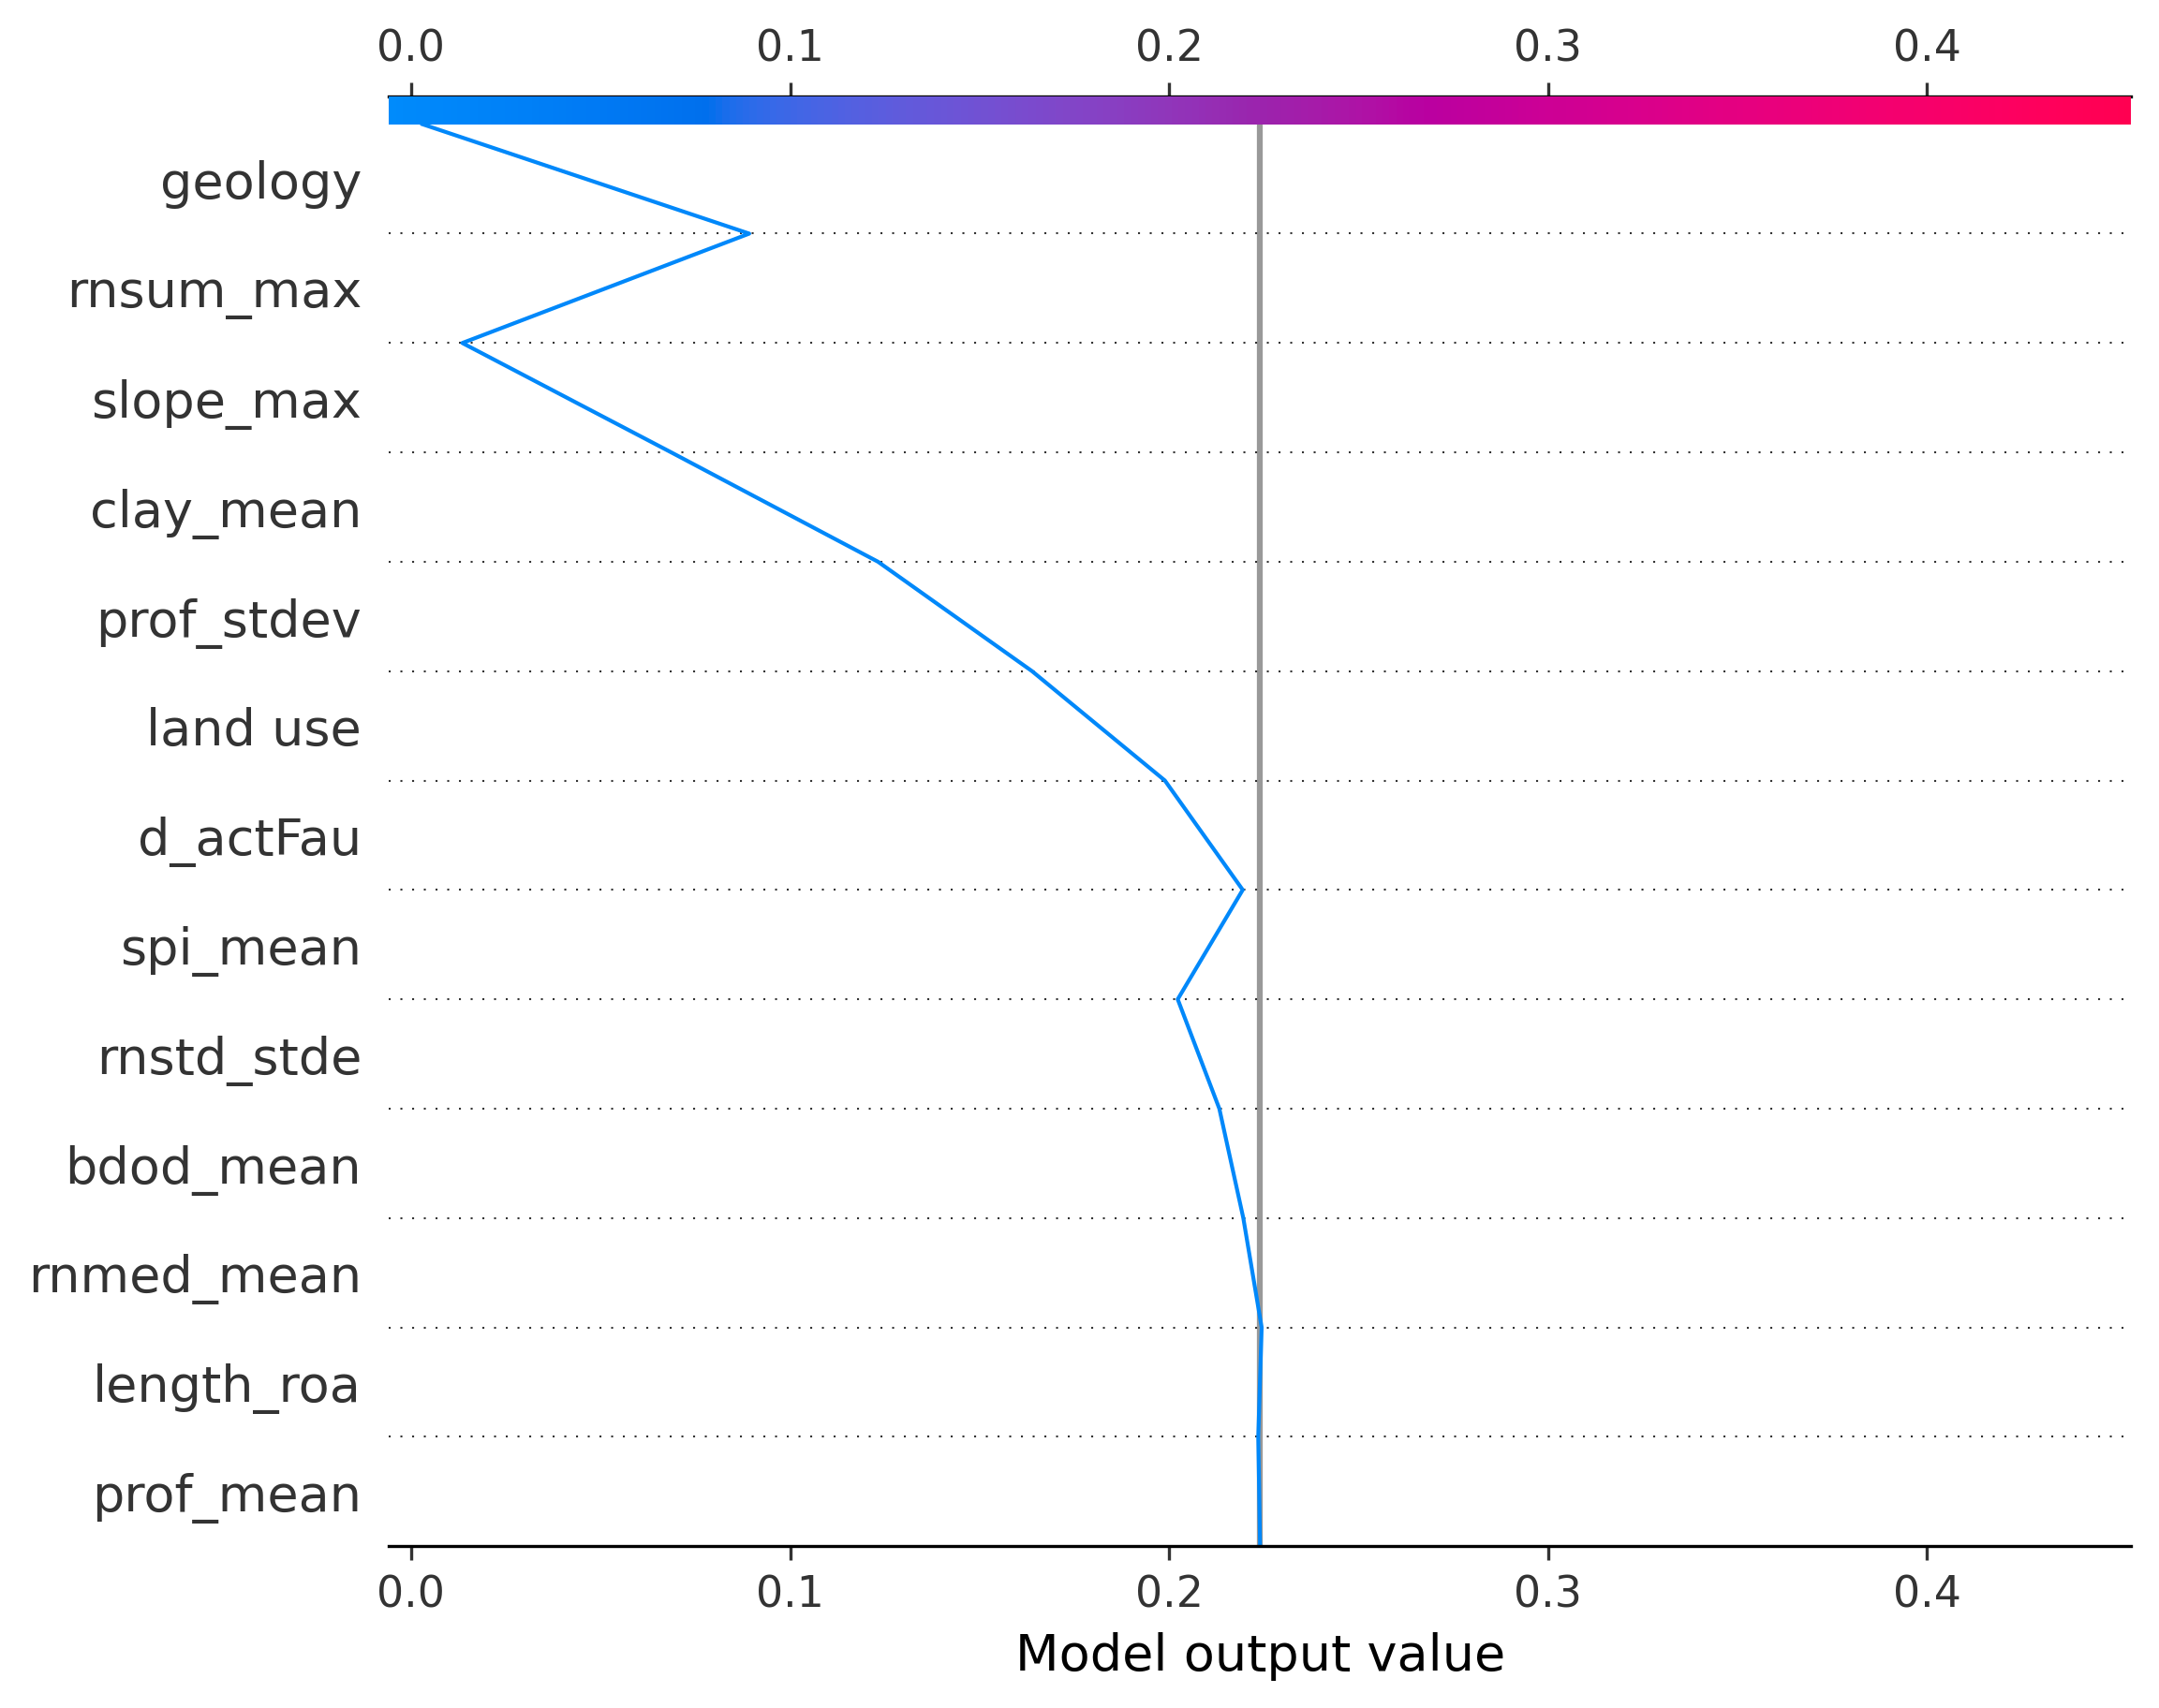 0.0 0.1 0.2 0.3 0.4
geology
rnsum_max
slope_max
clay_mean
prof_stdev
land use
d_actFau
spi_mean
rnstd_stde
bdod_mean
rnmed_mean
length_roa
prof_mean
0.0 0.1 0.2 0.3 0.4
Model output value